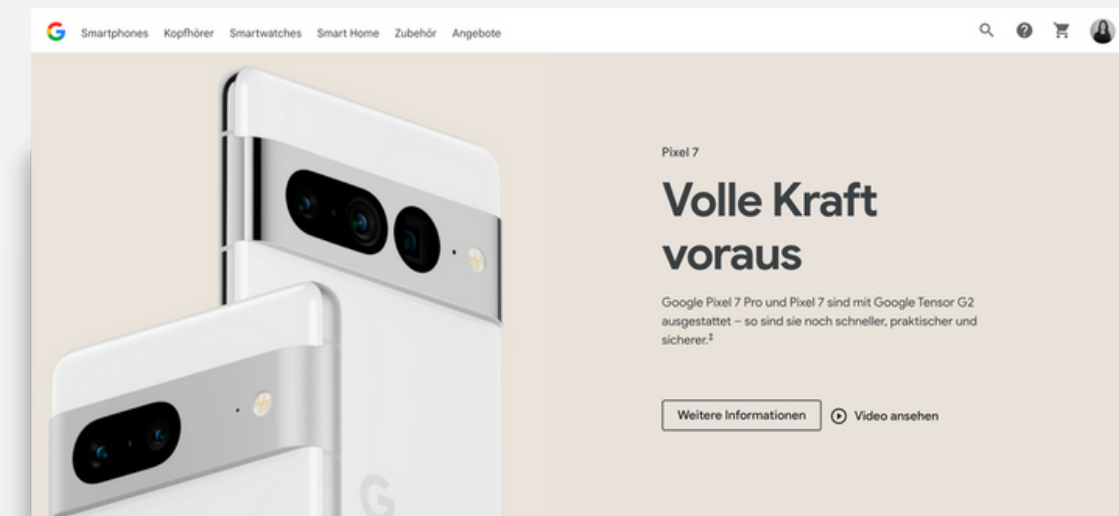 G Smartphones Kopfhörer Smartwatches Smart Home Zubehör Angebote
Pixel 7
Volle Kraft
voraus
Google Pixel 7 Pro und Pixel 7 sind mit Google Tensor G2
ausgestattet – so sind sie noch schneller, praktischer und
sicherer.‡
Weitere Informationen Video ansehen
G